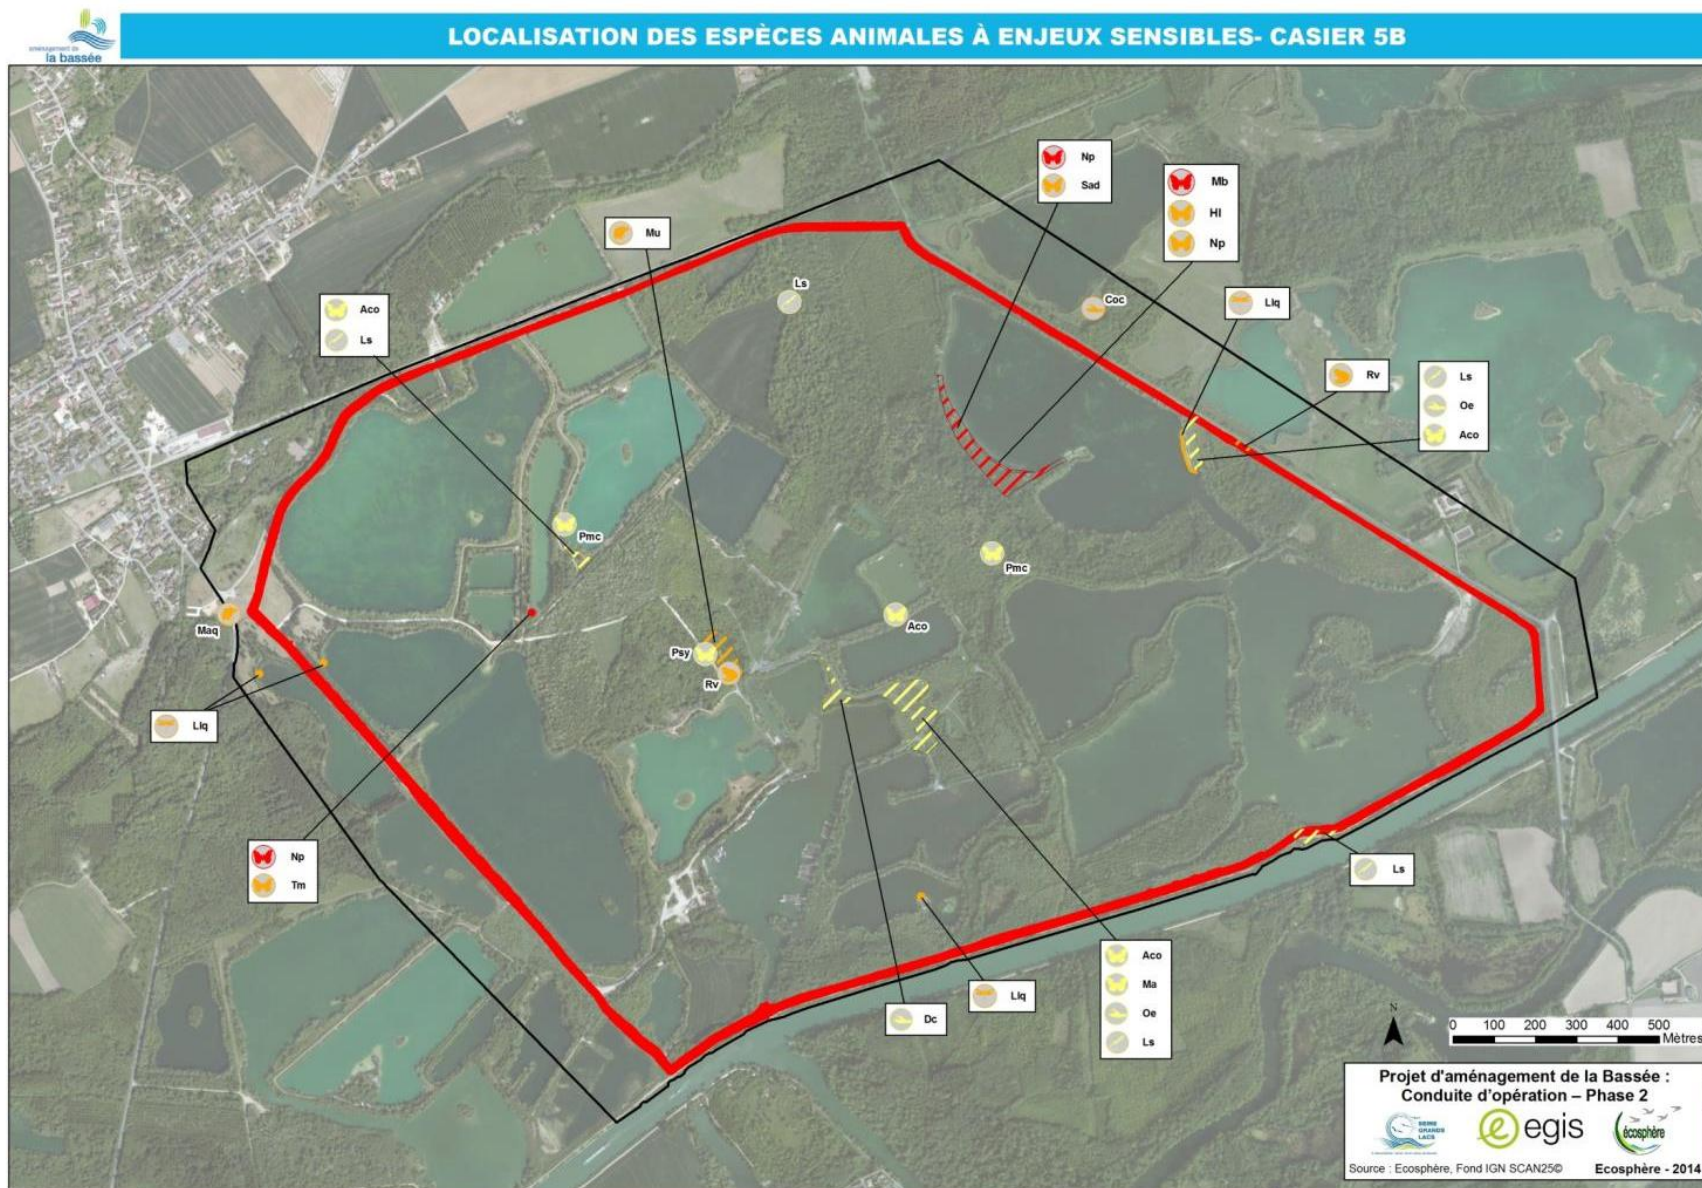 aménagement de
la bassée
LOCALISATION DES ESPÈCES ANIMALES À ENJEUX SENSIBLES- CASIER 5B
Np
Sad
Mb
Hl
Np
Mu
Ls
Coc
Liq
Aco
Ls
Rv
Ls
Oe
Aco
Pmc
Pmc
Maq
Aco
Psy
Rv
Liq
Np
Tm
Ls
Aco
Ma
Oe
Ls
Liq
Dc
N
0 100 200 300 400 500
Mètres
Projet d'aménagement de la Bassée :
Conduite d'opération – Phase 2
SEINE
GRANDS
LACS
egis
écosphère
Source : Ecosphère, Fond IGN SCAN25©
Ecosphère - 2014